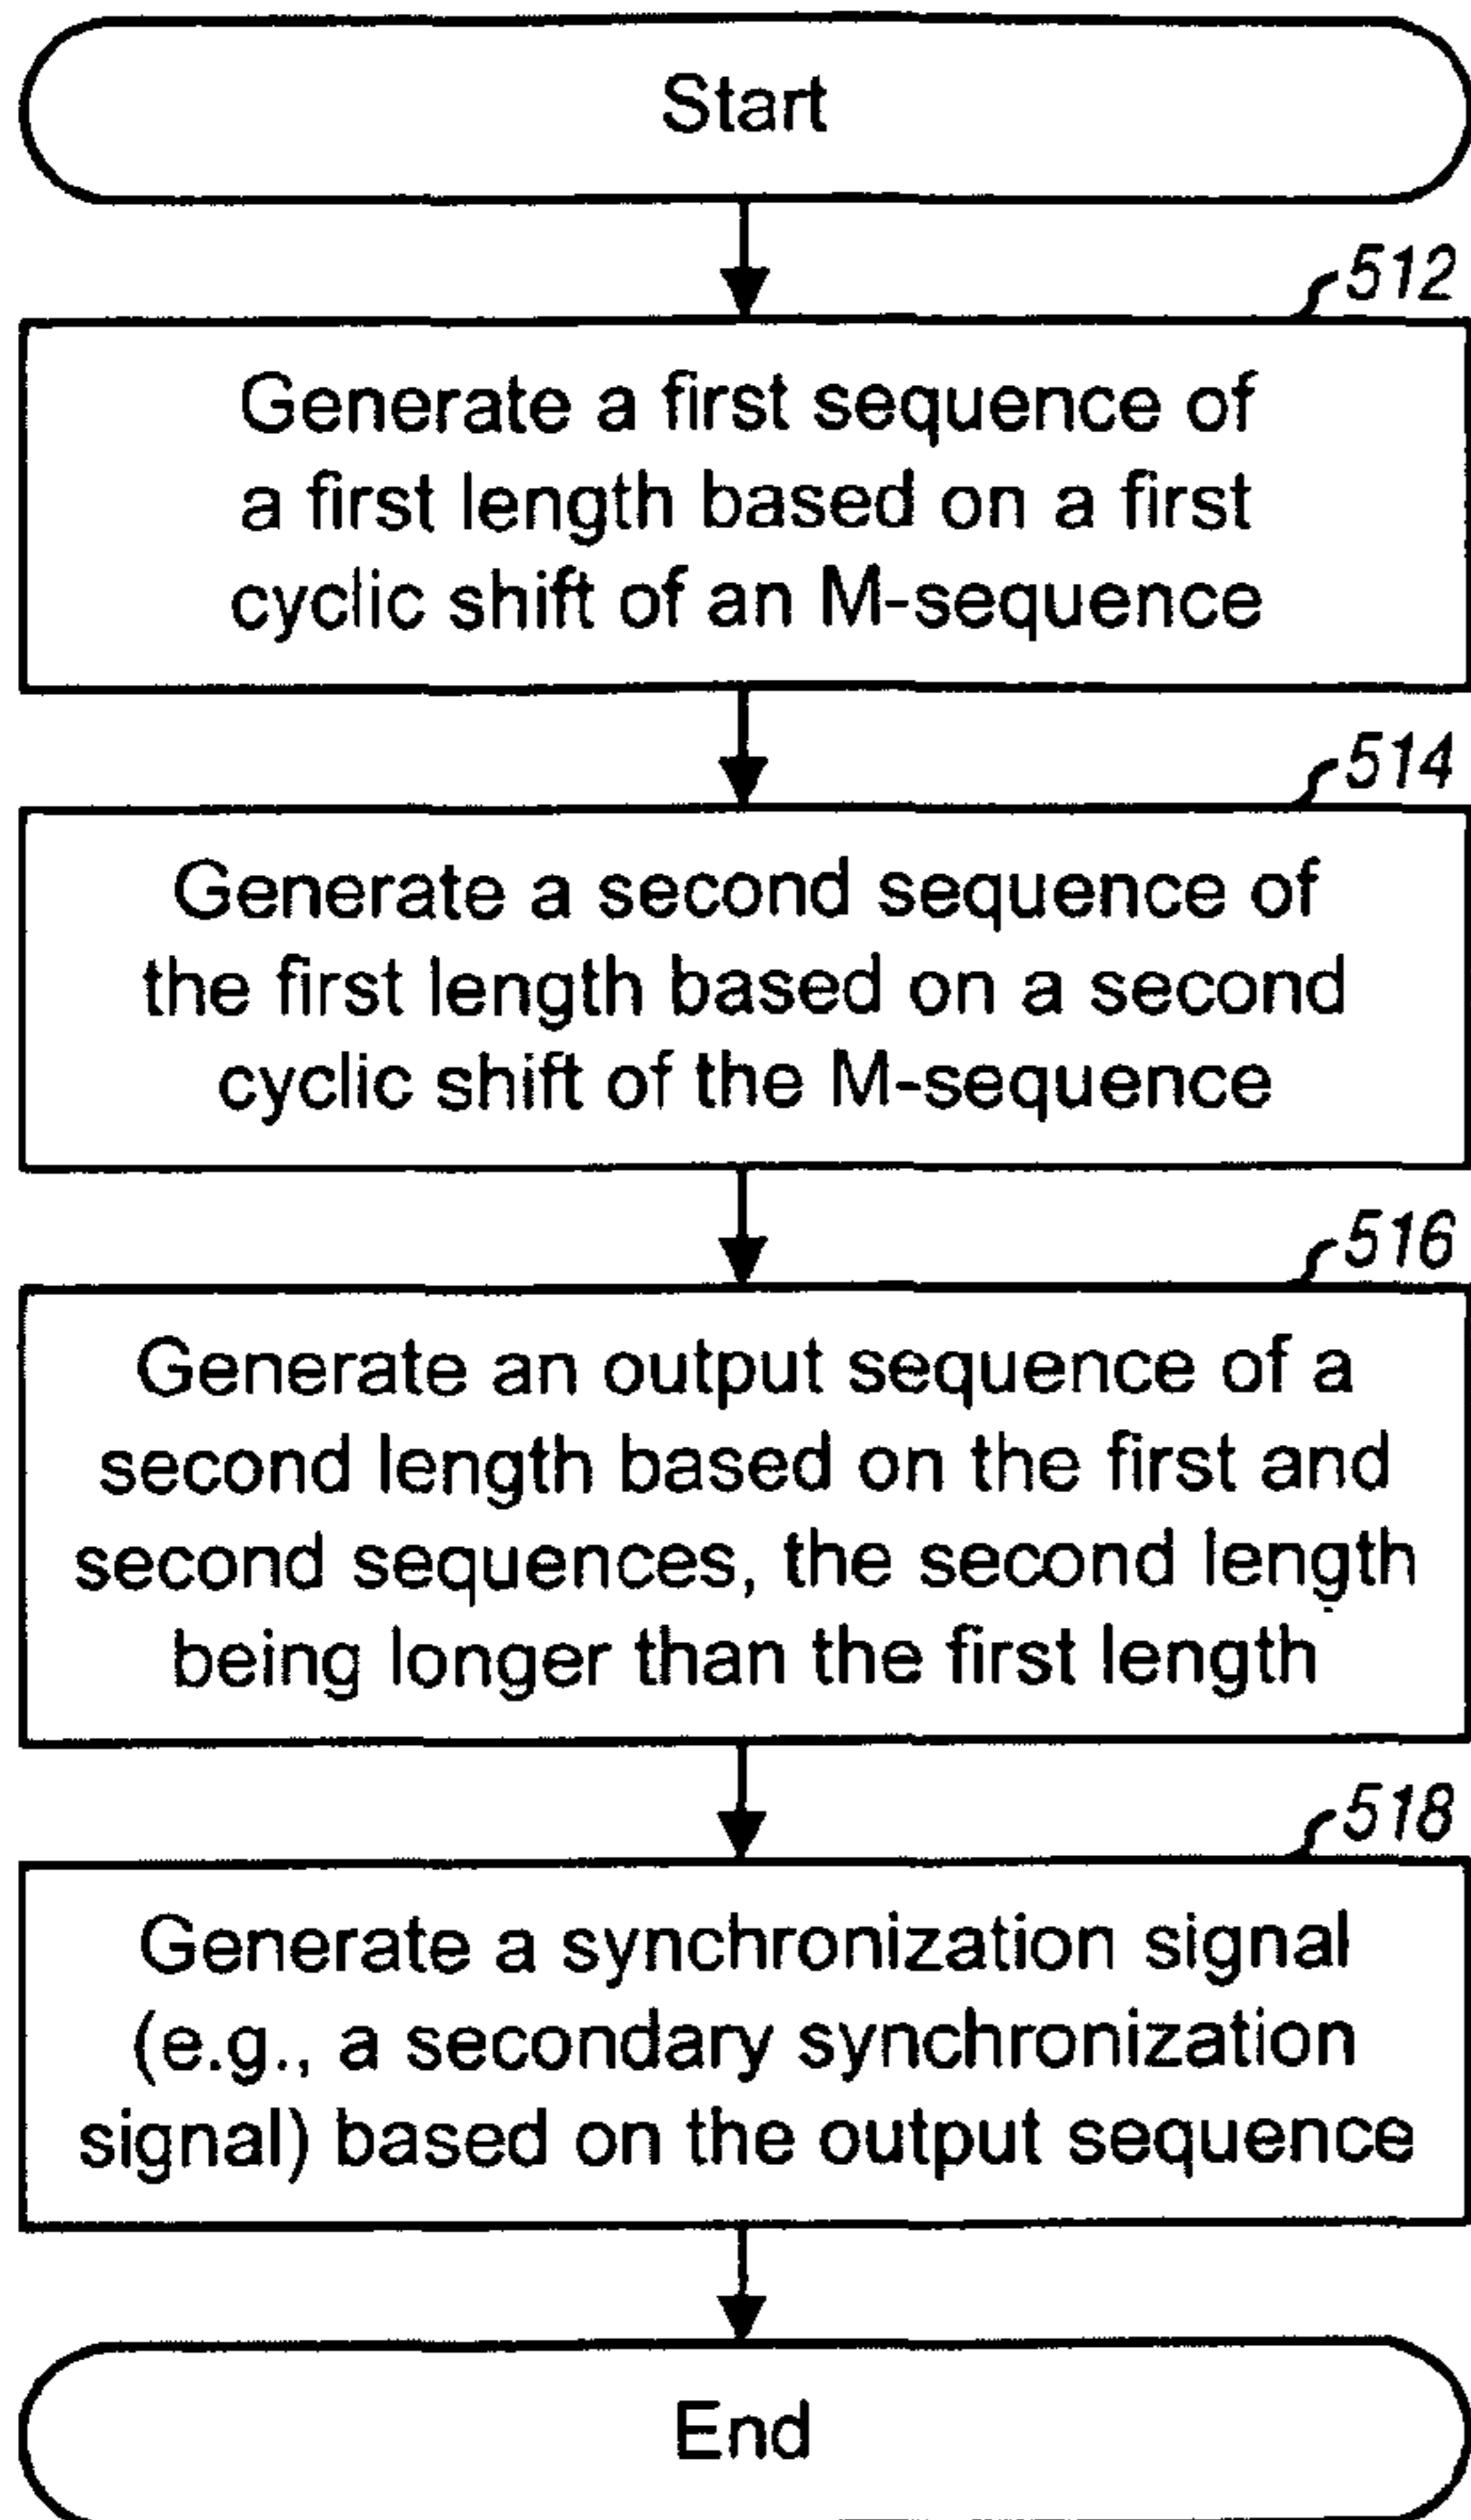 Start
512
Generate a first sequence of
a first length based on a first
cyclic shift of an M-sequence
514
Generate a second sequence of
the first length based on a second
cyclic shift of the M-sequence
516
Generate an output sequence of a
second length based on the first and
second sequences, the second length
being longer than the first length
518
Generate a synchronization signal
(e.g., a secondary synchronization
signal) based on the output sequence
End